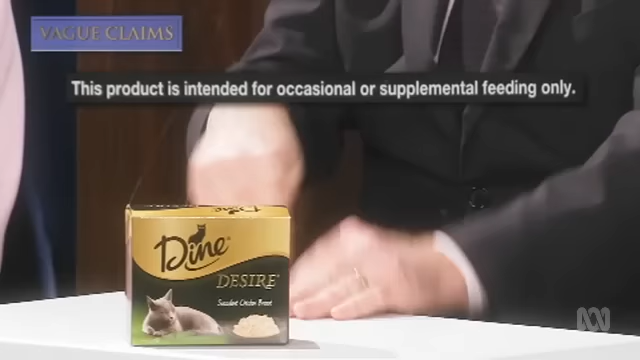 VAGUE CLAIMS
This product is intended for occasional or supplemental feeding only.
Dine
DESIRE
Succulent Chicken Breast